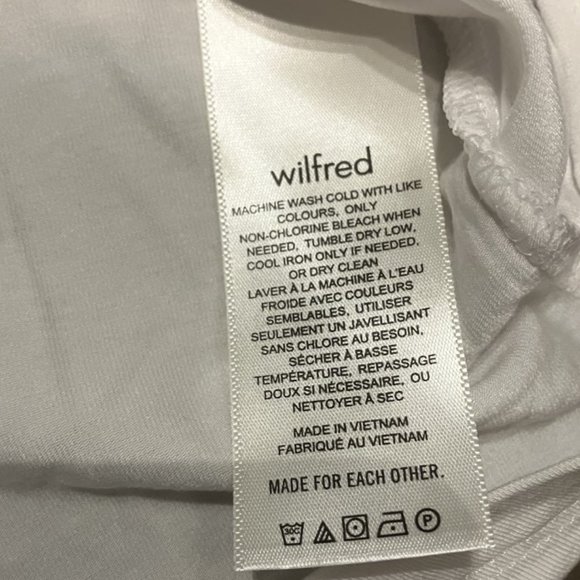 wilfred
MACHINE WASH COLD WITH LIKE
COLOURS, ONLY
NON-CHLORINE BLEACH WHEN
NEEDED, TUMBLE DRY LOW,
COOL IRON ONLY IF NEEDED,
OR DRY CLEAN
LAVER À LA MACHINE À L'EAU
FROIDE AVEC COULEURS
SEMBLABLES, UTILISER
SEULEMENT UN JAVELLISANT
SANS CHLORE AU BESOIN,
SÉCHER À BASSE
TEMPÉRATURE, REPASSAGE
DOUX SI NÉCESSAIRE, OU
NETTOYER À SEC
MADE IN VIETNAM
FABRIQUÉ AU VIETNAM
MADE FOR EACH OTHER.
30C P